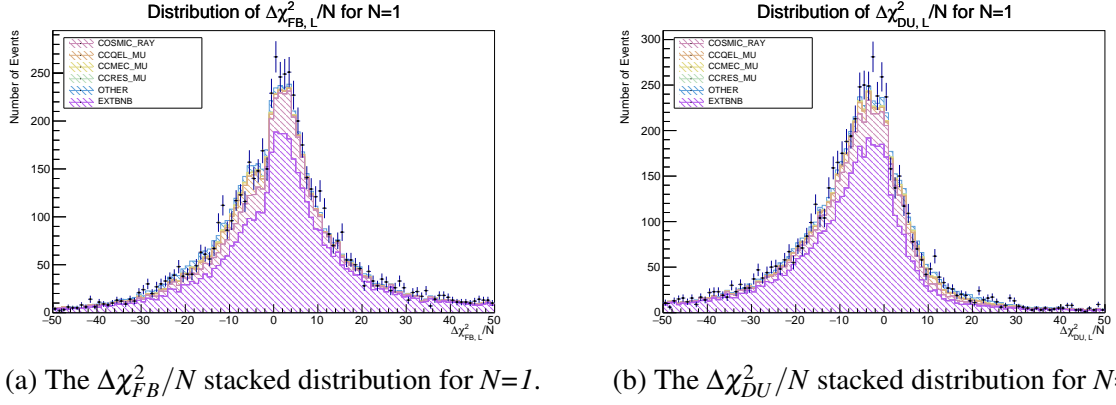 Distribution of Δχ²FB, L/N for N=1
Number of Events
250
200
150
100
50
0
COSMIC_RAY
CCQEL_MU
CCMEC_MU
CCRES_MU
OTHER
EXTBNB
−50 −40 −30 −20 −10 0 10 20 30 40 50
Δχ²FB, L/N
(a) The Δχ²FB/N stacked distribution for N=1.
Distribution of Δχ²DU, L/N for N=1
Number of Events
300
250
200
150
100
50
0
COSMIC_RAY
CCQEL_MU
CCMEC_MU
CCRES_MU
OTHER
EXTBNB
−50 −40 −30 −20 −10 0 10 20 30 40 50
Δχ²DU, L/N
(b) The Δχ²DU/N stacked distribution for N=